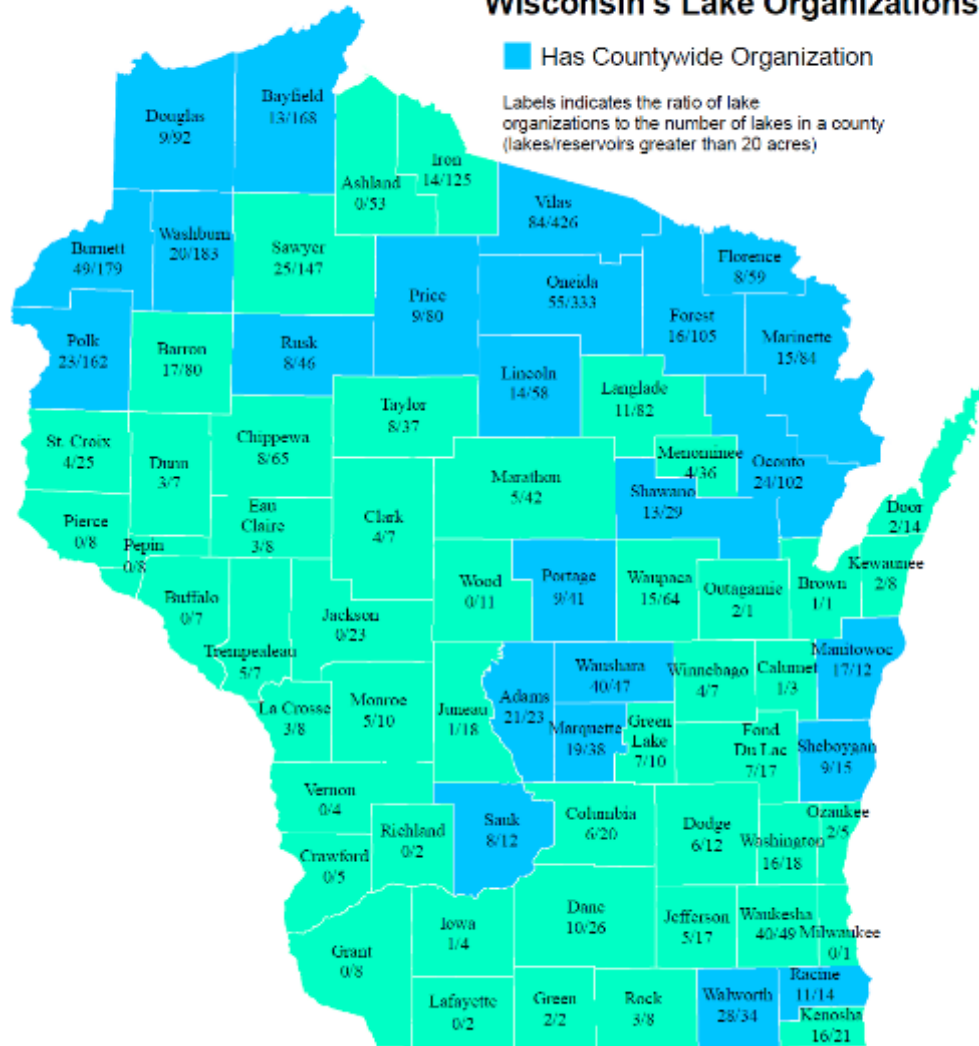 Wisconsin's Lake Organizations
Has Countywide Organization
Labels indicates the ratio of lake
organizations to the number of lakes in a county
(lakes/reservoirs greater than 20 acres)
Douglas
9/92
Bayfield
13/168
Ashland
0/53
Iron
14/125
Vilas
84/426
Burnett
49/179
Washburn
20/183
Sawyer
25/147
Price
9/80
Oneida
55/333
Florence
8/59
Forest
16/105
Marinette
15/84
Polk
23/162
Barron
17/80
Rusk
8/46
Lincoln
14/58
Langlade
11/82
Taylor
8/37
St. Croix
4/25
Dunn
3/7
Chippewa
8/65
Marathon
5/42
Menominee
4/36
Oconto
24/102
Shawano
13/29
Pierce
0/8
Pepin
0/8
Eau
Claire
3/8
Clark
4/7
Door
2/14
Buffalo
0/7
Trempealeau
5/7
Jackson
0/23
Wood
0/11
Portage
9/41
Waupaca
15/64
Outagamie
2/1
Brown
1/1
Kewaunee
2/8
La Crosse
3/8
Monroe
5/10
Juneau
1/18
Adams
21/23
Waushara
40/47
Marquette
19/38
Green
Lake
7/10
Winnebago
4/7
Calumet
1/3
Manitowoc
17/12
Fond
Du Lac
7/17
Sheboygan
9/15
Vernon
0/4
Crawford
0/5
Richland
0/2
Sauk
8/12
Columbia
6/20
Dodge
6/12
Washington
16/18
Ozaukee
2/5
Grant
0/8
Iowa
1/4
Dane
10/26
Jefferson
5/17
Waukesha
40/49
Milwaukee
0/1
Lafayette
0/2
Green
2/2
Rock
3/8
Walworth
28/34
Racine
11/14
Kenosha
16/21